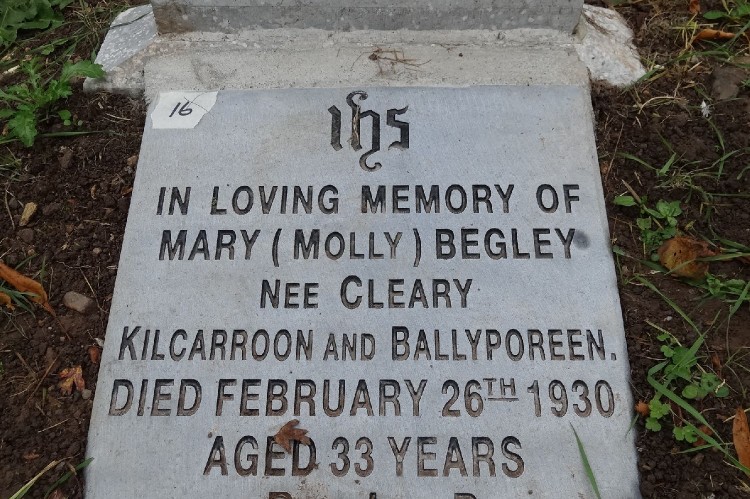 16
IHS
IN LOVING MEMORY OF
MARY (MOLLY) BEGLEY
NEE CLEARY
KILCARROON AND BALLYPOREEN.
DIED FEBRUARY 26TH 1930
AGED 33 YEARS